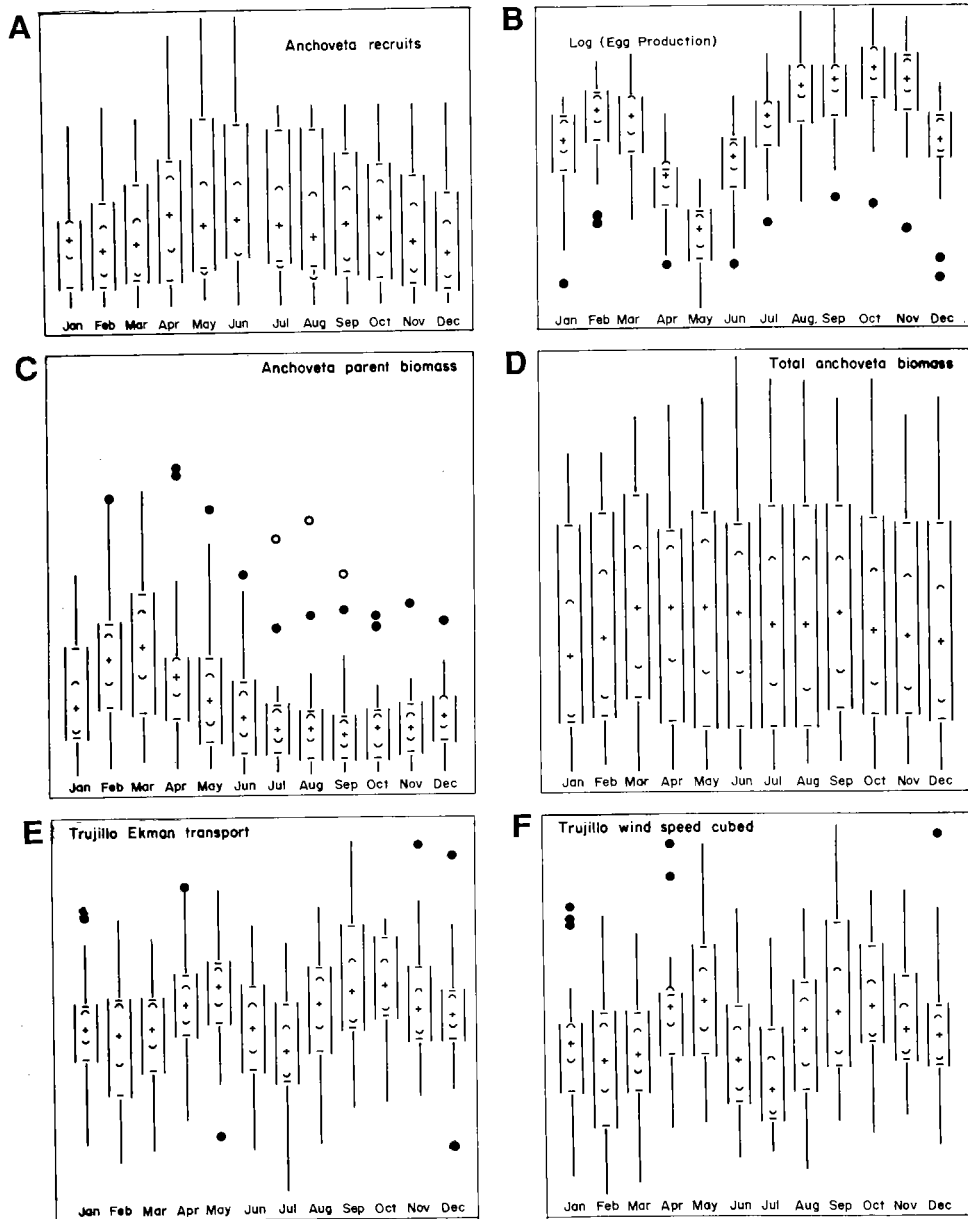 A
Anchoveta recruits
Jan Feb Mar Apr May Jun Jul Aug Sep Oct Nov Dec
B
Log (Egg Production)
Jan Feb Mar Apr May Jun Jul Aug. Sep Oct Nov Dec.
C
Anchoveta parent biomass
Jan Feb Mar Apr May Jun Jul Aug Sep Oct Nov Dec
D
Total anchoveta biomass
Jan Feb Mar Apr May Jun Jul Aug Sep Oct Nov Dec
E
Trujillo Ekman transport
Jan Feb Mar Apr May Jun Jul Aug Sep Oct Nov Dec
F
Trujillo wind speed cubed
Jan Feb Mar Apr May Jun Jul Aug Sep Oct Nov Dec